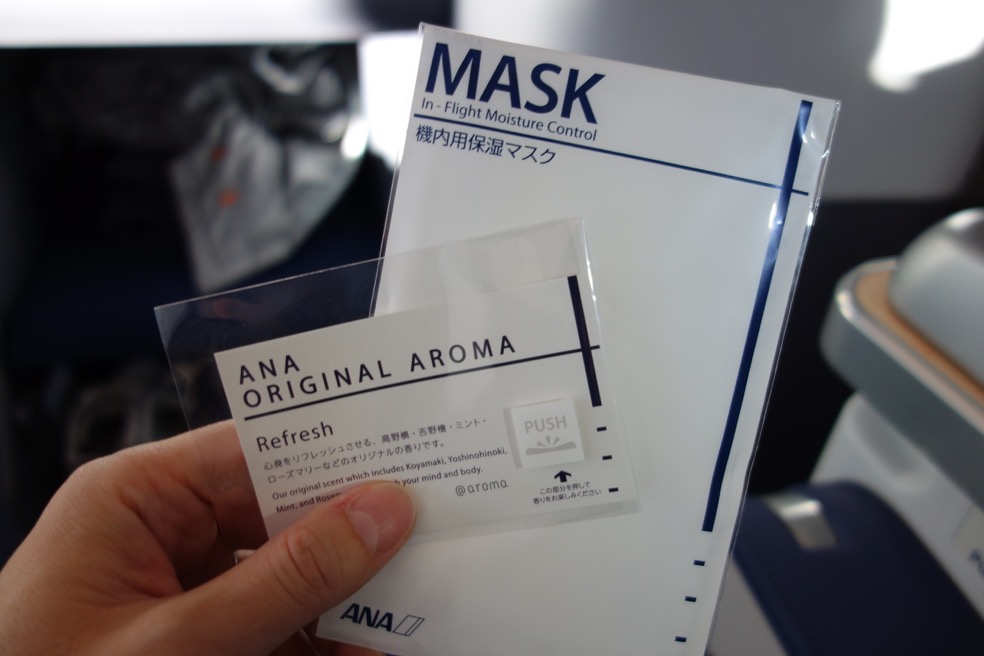 MASK
In - Flight Moisture Control
機内用保湿マスク
ANA
ORIGINAL AROMA
Refresh
心身をリフレッシュさせる、高野槇・吉野檜・ミント・
ローズマリーなどのオリジナルの香りです。
Our original scent which includes Koyamaki, Yoshinohinoki,
Mint, and your mind and body.
@aroma
PUSH
この部分を押して
香りをお楽しみください
ANA